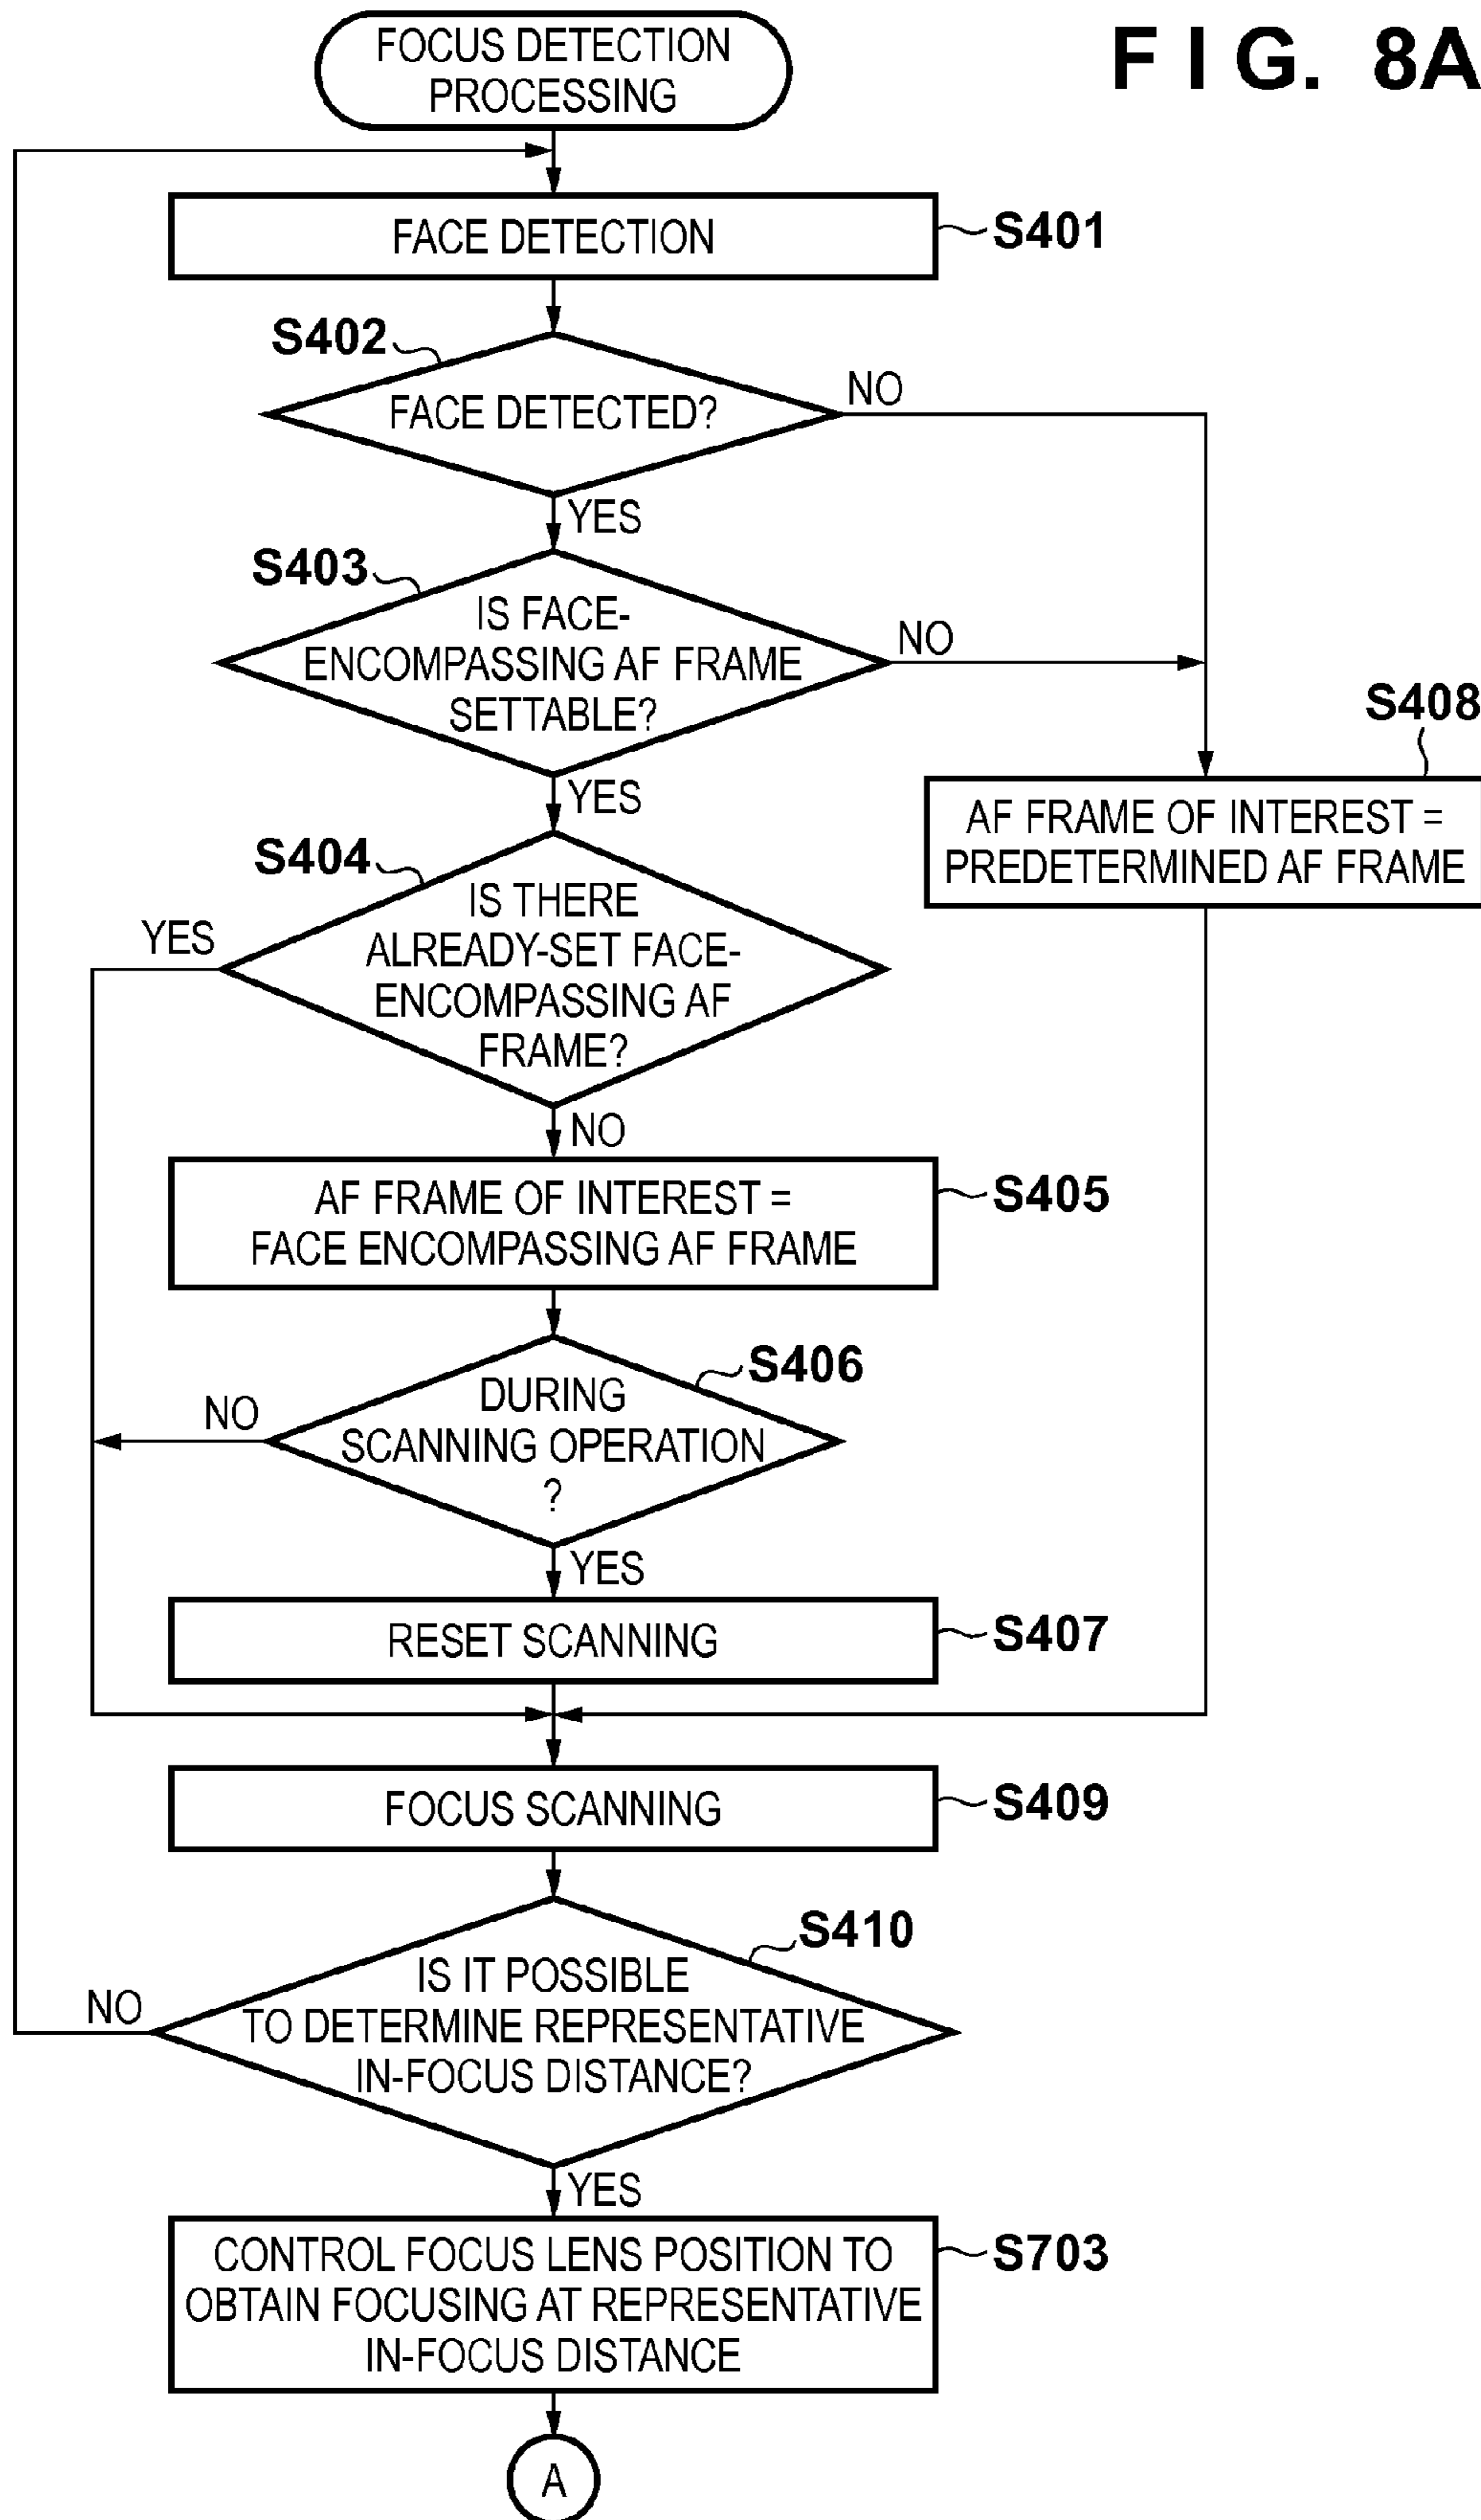 FIG. 8A
FOCUS DETECTION
PROCESSING
FACE DETECTION
S401
S402
FACE DETECTED?
NO
YES
S403
IS FACE-
ENCOMPASSING AF FRAME
SETTABLE?
NO
YES
S408
AF FRAME OF INTEREST =
PREDETERMINED AF FRAME
S404
IS THERE
ALREADY-SET FACE-
ENCOMPASSING AF
FRAME?
YES
NO
AF FRAME OF INTEREST =
FACE ENCOMPASSING AF FRAME
S405
S406
DURING
SCANNING OPERATION
?
NO
YES
RESET SCANNING
S407
FOCUS SCANNING
S409
S410
IS IT POSSIBLE
TO DETERMINE REPRESENTATIVE
IN-FOCUS DISTANCE?
NO
YES
CONTROL FOCUS LENS POSITION TO
OBTAIN FOCUSING AT REPRESENTATIVE
IN-FOCUS DISTANCE
S703
A